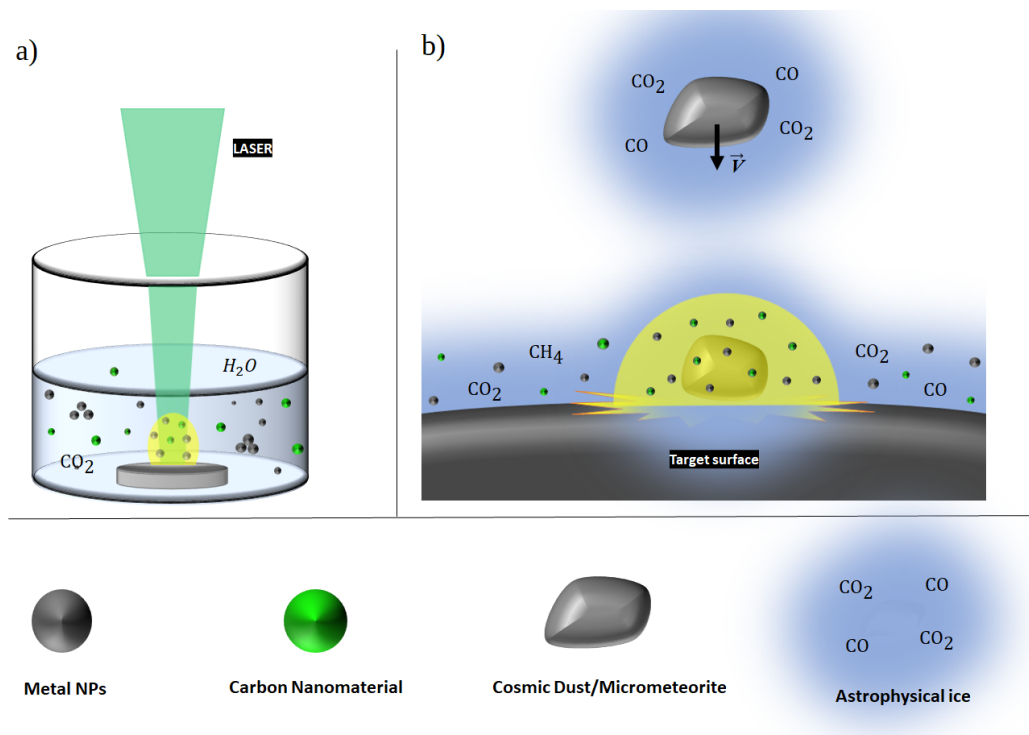 a)
LASER
H₂O
CO₂
b)
CO₂
CO
CO
CO₂
V⃗
CH₄
CO₂
CO₂
CO
Target surface
CO₂
CO
CO
CO₂
Metal NPs
Carbon Nanomaterial
Cosmic Dust/Micrometeorite
Astrophysical ice